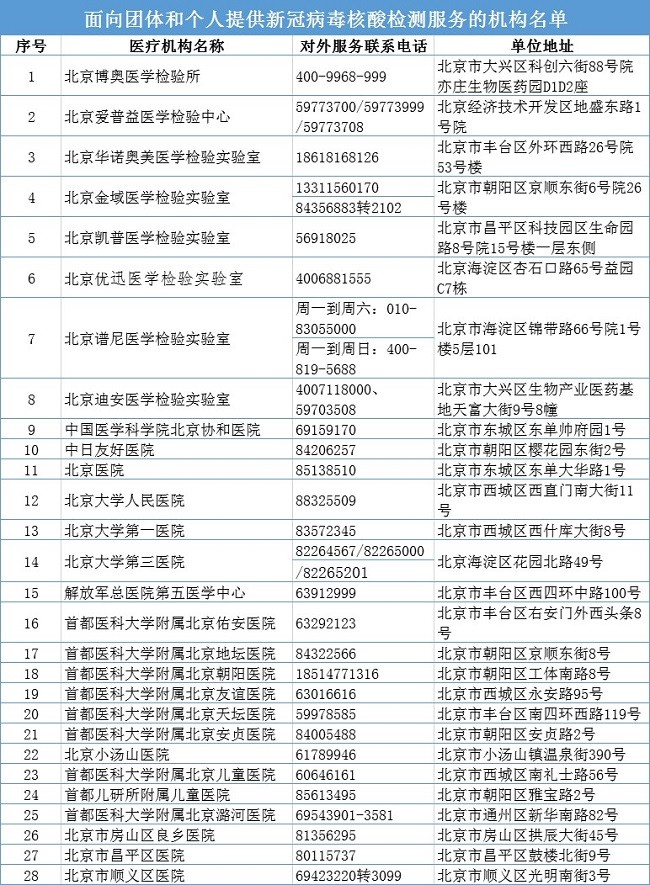 面向团体和个人提供新冠病毒核酸检测服务的机构名单
序号 医疗机构名称 对外服务联系电话 单位地址
1 北京博奥医学检验所 400-9968-999 北京市大兴区科创六街88号院
亦庄生物医药园D1D2座
2 北京爱普益医学检验中心 59773700/59773999
/59773708 北京经济技术开发区地盛东路1
号院
3 北京华诺奥美医学检验实验室 18618168126 北京市丰台区外环西路26号院
53号楼
4 北京金域医学检验实验室 13311560170
84356883转2102 北京市朝阳区京顺东街6号院26
号楼
5 北京凯普医学检验实验室 56918025 北京市昌平区科技园区生命园
路8号院15号楼一层东侧
6 北京优迅医学检验实验室 4006881555 北京海淀区杏石口路65号益园
C7栋
7 北京谱尼医学检验实验室 周一到周六：010-
83055000
周一到周日：400-
819-5688 北京市海淀区锦带路66号院1号
楼5层101
8 北京迪安医学检验实验室 4007118000、
59703508 北京市大兴区生物产业医药基
地天富大街9号8幢
9 中国医学科学院北京协和医院 69159170 北京市东城区东单帅府园1号
10 中日友好医院 84206257 北京市朝阳区樱花园东街2号
11 北京医院 85138510 北京市东城区东单大华路1号
12 北京大学人民医院 88325509 北京市西城区西直门南大街11
号
13 北京大学第一医院 83572345 北京市西城区西什库大街8号
14 北京大学第三医院 82264567/82265000
/82265201 北京海淀区花园北路49号
15 解放军总医院第五医学中心 63912999 北京市丰台区西四环中路100号
16 首都医科大学附属北京佑安医院 63292123 北京市丰台区右安门外西头条8
号
17 首都医科大学附属北京地坛医院 84322566 北京市朝阳区京顺东街8号
18 首都医科大学附属北京朝阳医院 18514771316 北京市朝阳区工体南路8号
19 首都医科大学附属北京友谊医院 63016616 北京市西城区永安路95号
20 首都医科大学附属北京天坛医院 59978585 北京市丰台区南四环西路119号
21 首都医科大学附属北京安贞医院 84005488 北京市朝阳区安贞路2号
22 北京小汤山医院 61789946 北京市小汤山镇温泉街390号
23 首都医科大学附属北京儿童医院 60646161 北京市西城区南礼士路56号
24 首都儿研所附属儿童医院 85613495 北京市朝阳区雅宝路2号
25 首都医科大学附属北京潞河医院 69543901-3581 北京市通州区新华南路82号
26 北京市房山区良乡医院 81356295 北京市房山区拱辰大街45号
27 北京市昌平区医院 80115737 北京市昌平区鼓楼北街9号
28 北京市顺义区医院 69423220转3099 北京市顺义区光明南街3号